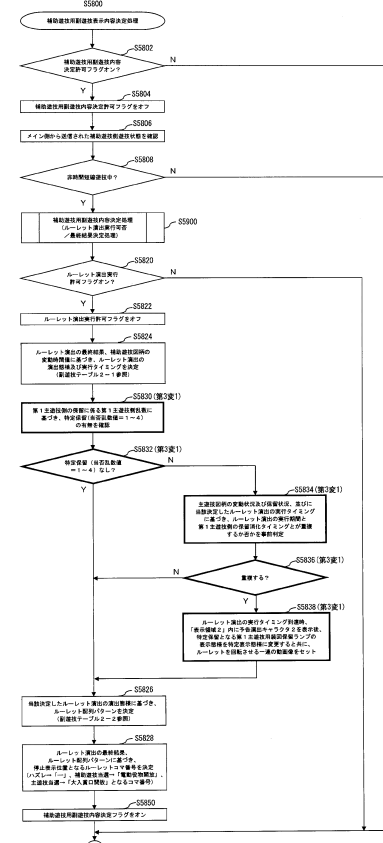 S5800
補助遊技用副遊技表示内容決定処理
S5802
補助遊技用副遊技内容
決定許可フラグオン?
N
Y
S5804
補助遊技用副遊技内容決定許可フラグをオフ
S5806
メイン側から送信された補助遊技側遊技状態を確認
S5808
非時間短縮遊技中?
N
Y
S5900
補助遊技用副遊技内容決定処理
(ルーレット演出実行可否
/最終結果決定処理)
S5820
ルーレット演出実行
許可フラグオン?
N
Y
S5822
ルーレット演出実行許可フラグをオフ
S5824
ルーレット演出の最終結果、補助遊技図柄の
変動時間値に基づき、ルーレット演出の
演出態様及び実行タイミングを決定
(副遊技テーブル2-1参照)
S5830(第3変1)
第1主遊技側の保留に係る第1主遊技側乱数に
基づき、特定保留(当否乱数値=1~4)
の有無を確認
S5832(第3変1)
特定保留(当否乱数値
=1~4)なし?
N
Y
S5834(第3変1)
主遊技図柄の変動状況及び保留状況、並びに
当該決定したルーレット演出の実行タイミング
に基づき、ルーレット演出の実行期間と
第1主遊技側の保留消化タイミングとが重複
するか否かを事前判定
S5836(第3変1)
重複する?
N
Y
S5838(第3変1)
ルーレット演出の実行タイミング到達時、
「表示領域2」内に予告演出キャラクタ2を表示後、
特定保留となる第1主遊技用装図保留ランプの
表示態様を特定表示態様に変更すると共に、
ルーレットを回転させる一連の動画像をセット
S5826
当該決定したルーレット演出の演出態様に基づき、
ルーレット配列パターンを決定
(副遊技テーブル2-2参照)
S5828
ルーレット演出の最終結果、
ルーレット配列パターンに基づき、
停止表示位置となるルーレットコマ番号を決定
(ハズレ→「-」、補助遊技当選→「電動役物開放」、
主遊技当選→「大入賞口開放」となるコマ番号)
S5850
補助遊技用副遊技内容決定フラグをオン